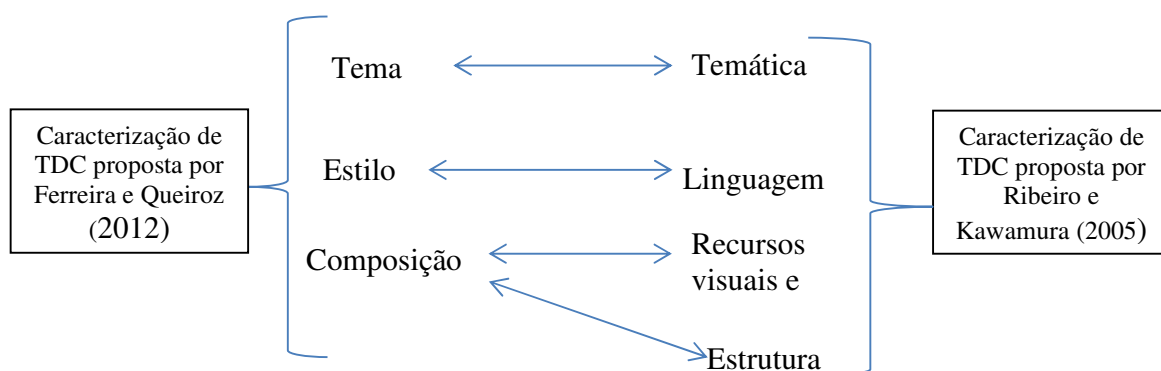 Caracterização de
TDC proposta por
Ferreira e Queiroz
(2012)
Tema
Estilo
Composição
Temática
Linguagem
Recursos
visuais e
Estrutura
Caracterização de
TDC proposta por
Ribeiro e
Kawamura (2005)